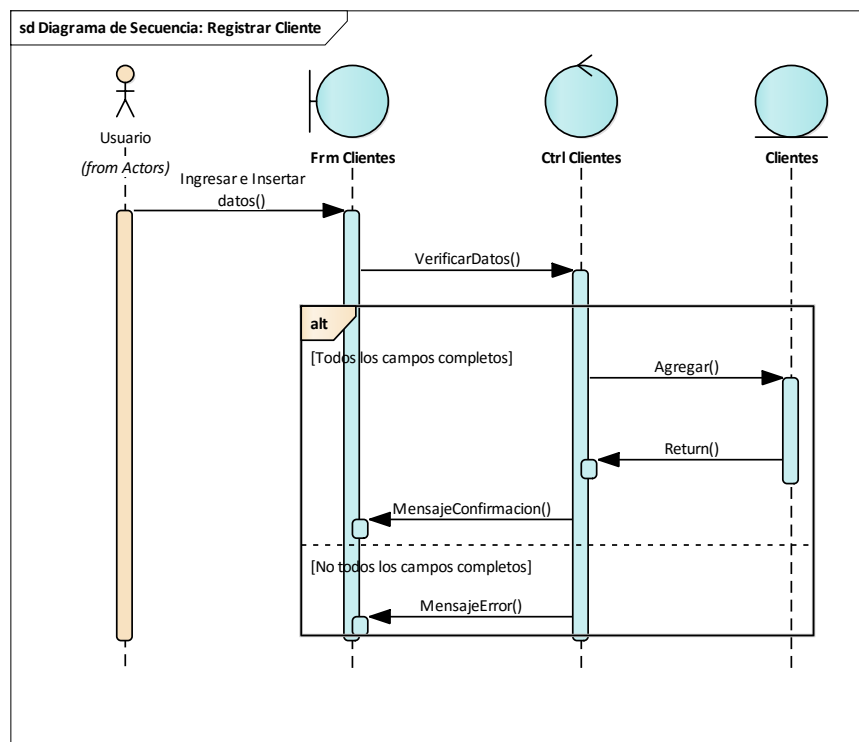 sd Diagrama de Secuencia: Registrar Cliente
Usuario
(from Actors)
Frm Clientes
Ctrl Clientes
Clientes
Ingresar e Insertar
datos()
VerificarDatos()
alt
[Todos los campos completos]
Agregar()
Return()
MensajeConfirmacion()
[No todos los campos completos]
MensajeError()